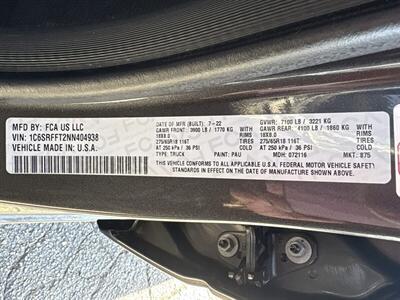 MFD BY: FCA US LLC
VIN: 1C6SRFFT2NN404938
VEHICLE MADE IN: U.S.A.
DATE OF MFR (BUILT): 7-22
GAWR FRONT: 3900 LB / 1770 KG WITH
18X8.0 RIMS
TIRES
275/65R18 116T
AT 250 kPa / 36 PSI COLD
TYPE: TRUCK PAINT: PAU
GVWR: 7100 LB / 3221 KG
GAWR REAR: 4100 LB / 1860 KG WITH
18X8.0 RIMS
TIRES
275/65R18 116T
AT 250 kPa / 36 PSI COLD
MDH: 072116 MKT: 875
THIS VEHICLE CONFORMS TO ALL APPLICABLE U.S.A. FEDERAL MOTOR VEHICLE SAFETY
STANDARDS IN EFFECT ON THE DATE OF MANUFACTURE SHOWN ABOVE.